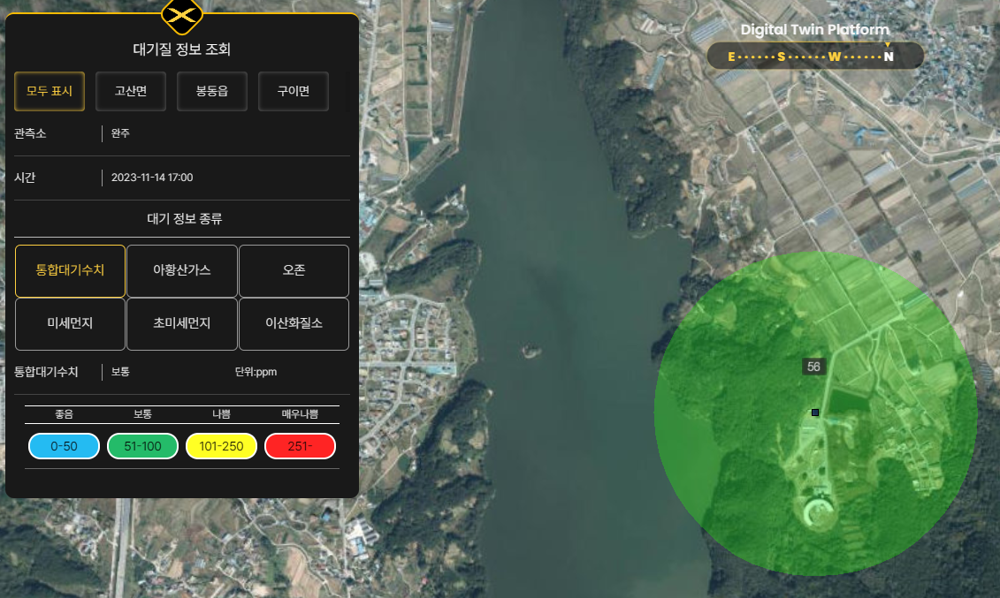 대기질 정보 조회
모두 표시 고산면 봉동읍 구이면
관측소 완주
시간 2023-11-14 17:00
대기 정보 종류
통합대기수치 아황산가스 오존
미세먼지 초미세먼지 이산화질소
통합대기수치 보통 단위:ppm
좋음 보통 나쁨 매우나쁨
0-50 51-100 101-250 251-
Digital Twin Platform
E S W N
56